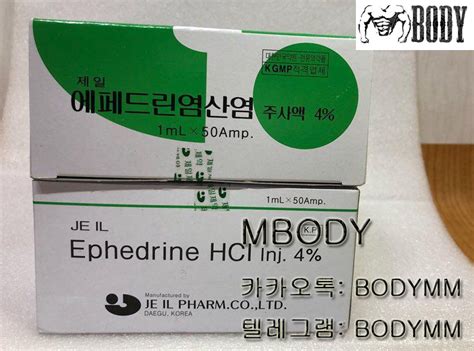 BODY
KGMP적격업체
제일
에페드린염산염 주사액 4%
1mL×50Amp.
1mL×50Amp.
JE IL
K.P
Ephedrine HCl Inj. 4%
MBODY
카카오톡: BODYMM
텔레그램: BODYMM
Manufactured by
JE IL PHARM.CO.,LTD.
DAEGU, KOREA